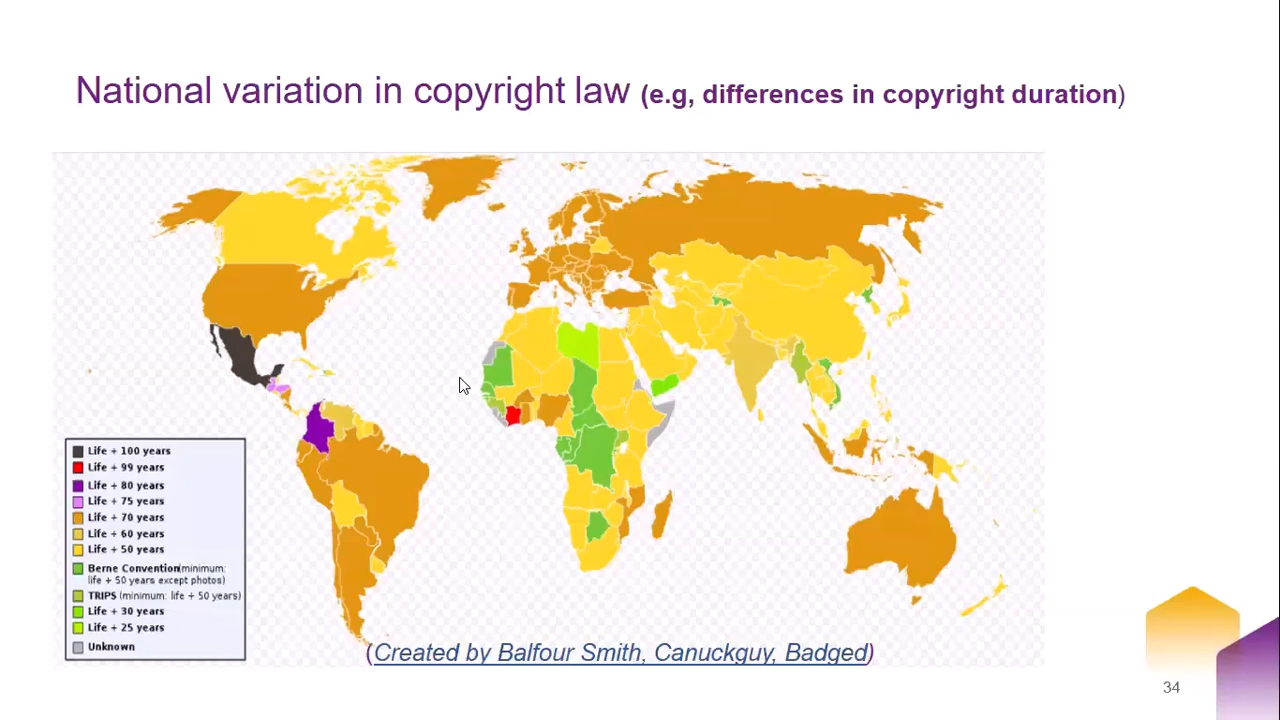 National variation in copyright law (e.g, differences in copyright duration)
Life + 100 years
Life + 99 years
Life + 80 years
Life + 75 years
Life + 70 years
Life + 60 years
Life + 50 years
Berne Convention(minimum:
life + 50 years except photos)
TRIPS (minimum: life + 50 years)
Life + 30 years
Life + 25 years
Unknown
(Created by Balfour Smith, Canuckguy, Badged)
34